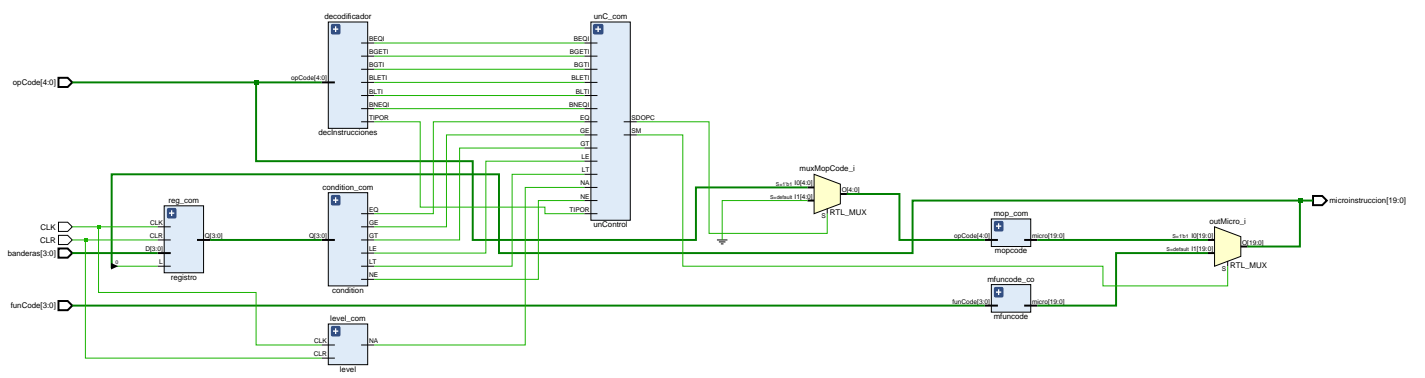 decodificador
opCode[4:0]
BEQI
BGETI
BGTI
BLETI
BLTI
BNEQI
TIPOR
decInstrucciones
unC_com
BEQI
BGETI
BGTI
BLETI
BLTI
BNEQI
EQ
GE
GT
LE
LT
NA
NE
TIPOR
SDOPC
SM
unControl
opCode[4:0]
CLK
CLR
banderas[3:0]
funCode[3:0]
reg_com
CLK
CLR
D[3:0]
L
0
Q[3:0]
registro
condition_com
Q[3:0]
EQ
GE
GT
LE
LT
NE
condition
level_com
CLK
CLR
NA
level
muxMopCode_i
S=1'b1 I0[4:0]
S=default I1[4:0]
O[4:0]
S
RTL_MUX
mop_com
opCode[4:0]
micro[19:0]
mopcode
mfuncode_co
funCode[3:0]
micro[19:0]
mfuncode
outMicro_i
S=1'b1 I0[19:0]
S=default I1[19:0]
O[19:0]
S
RTL_MUX
microinstruccion[19:0]